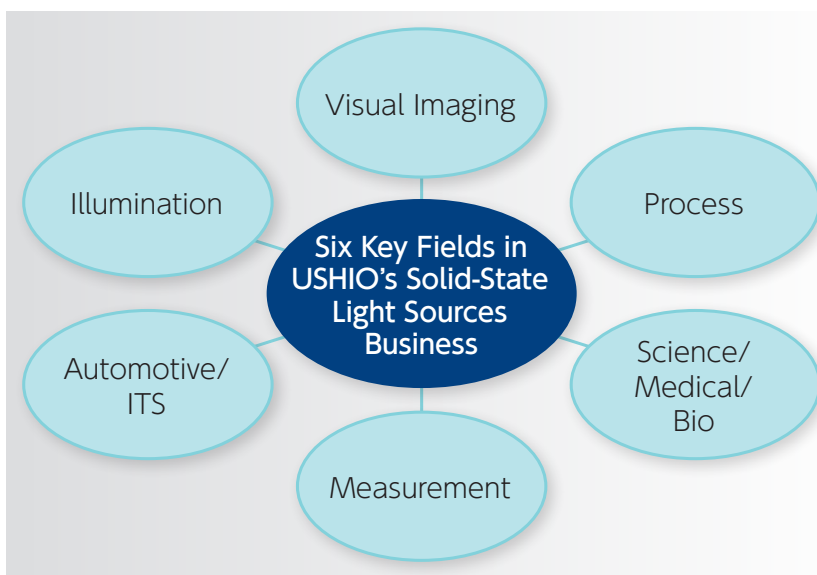 Visual Imaging
Illumination
Process
Six Key Fields in
USHIO’s Solid-State
Light Sources
Business
Automotive/
ITS
Science/
Medical/
Bio
Measurement